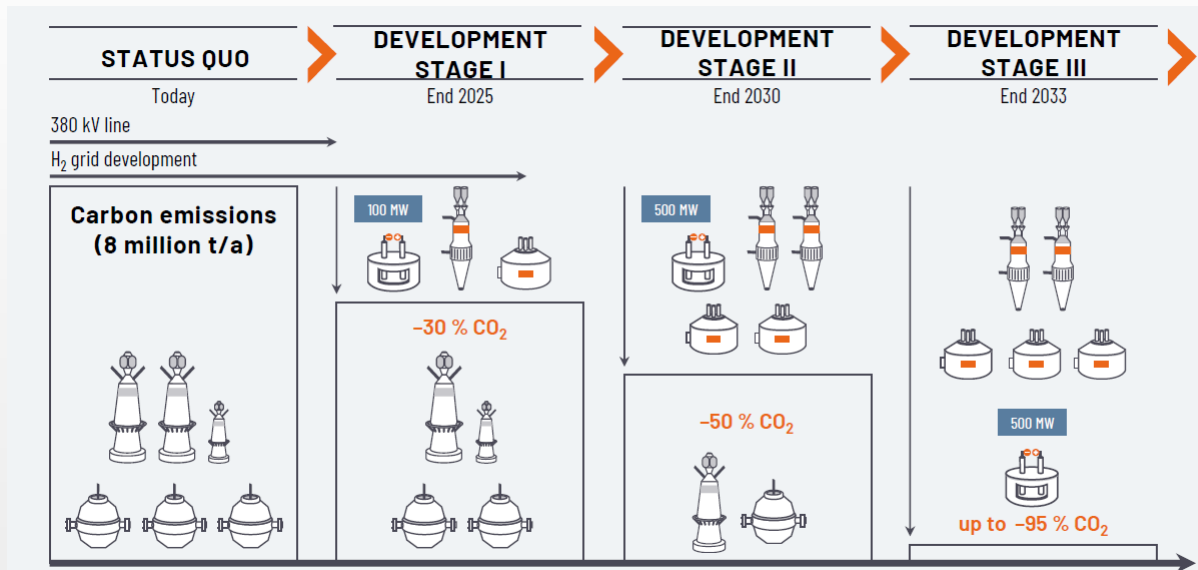 STATUS QUO
Today
DEVELOPMENT
STAGE I
End 2025
DEVELOPMENT
STAGE II
End 2030
DEVELOPMENT
STAGE III
End 2033
380 kV line
H₂ grid development
Carbon emissions
(8 million t/a)
100 MW
–30 % CO₂
500 MW
–50 % CO₂
500 MW
up to –95 % CO₂